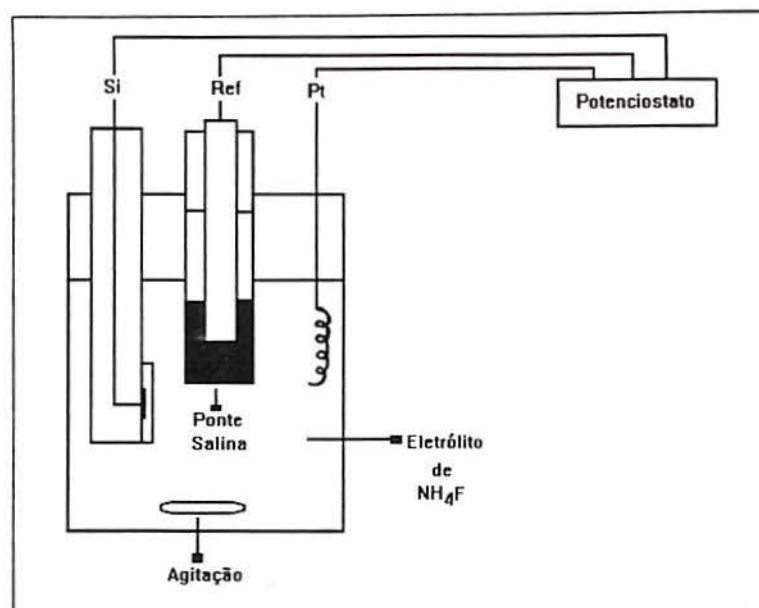 Si
Ref
Pt
Potenciostato
Ponte
Salina
Eletrólito
de
NH4F
Agitação